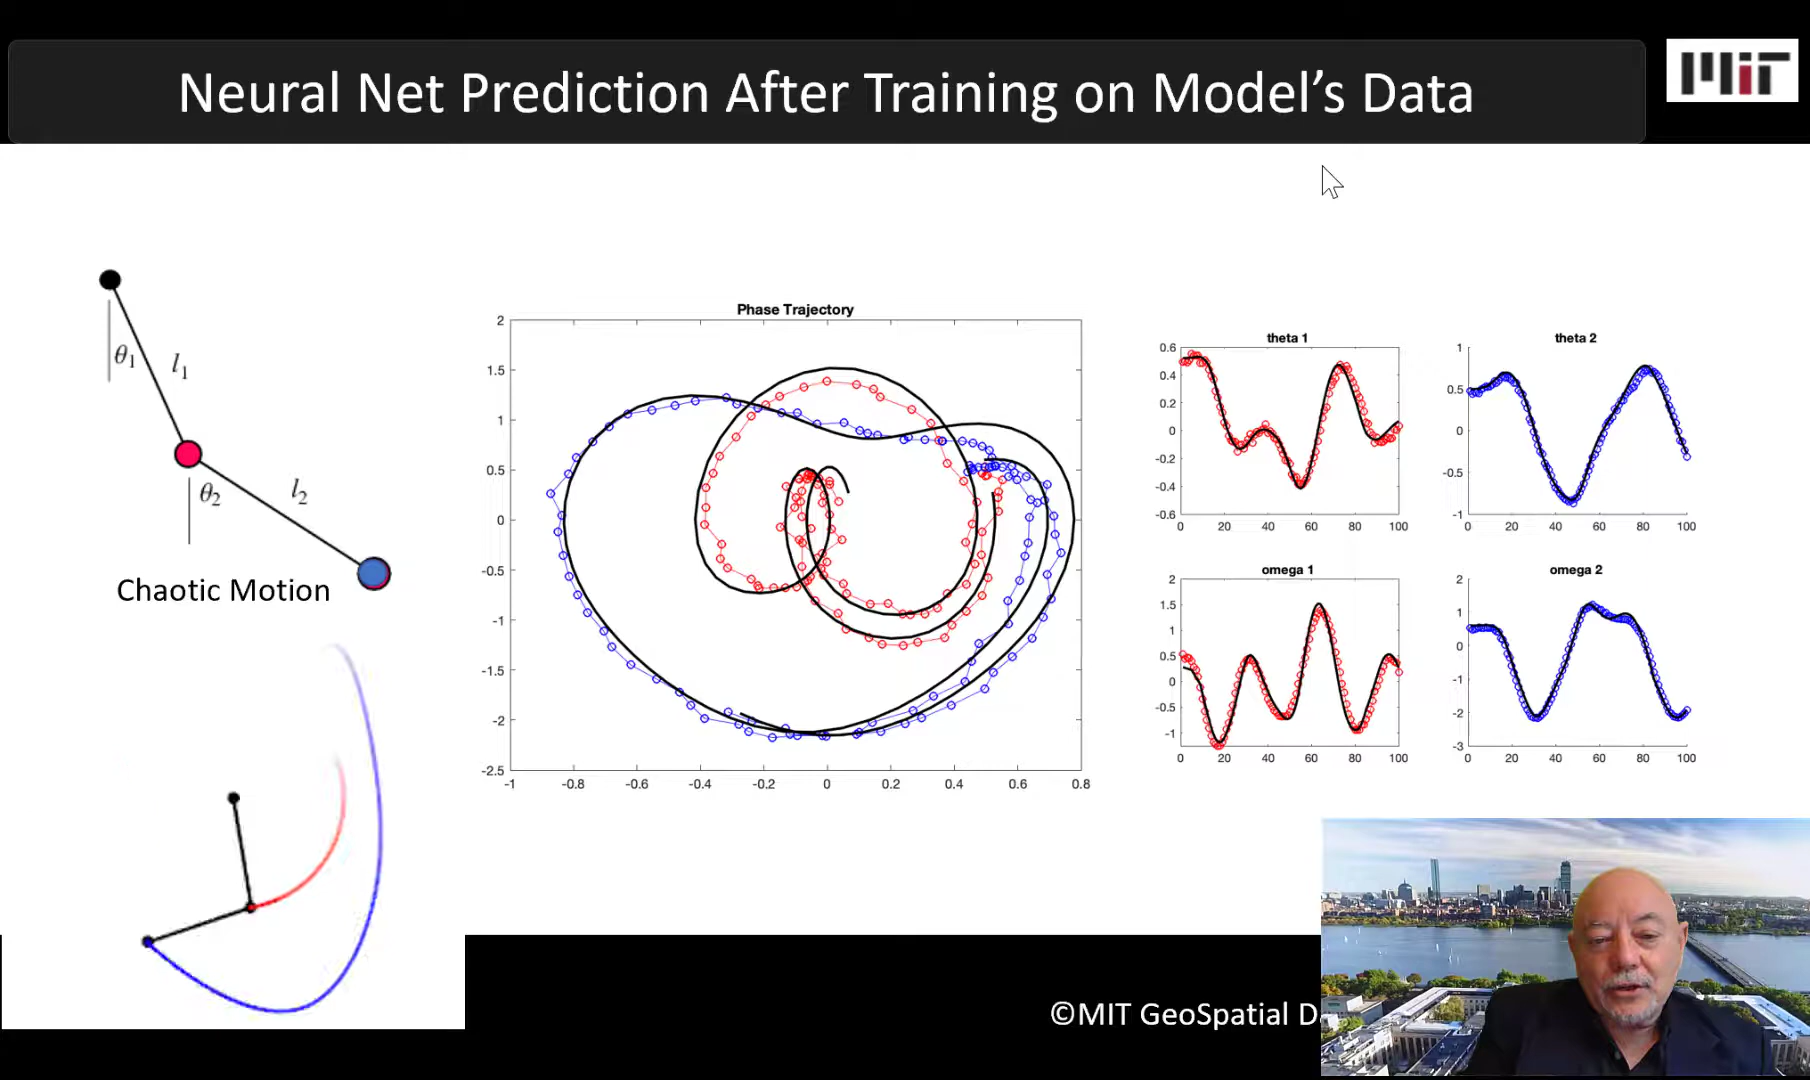 Neural Net Prediction After Training on Model's Data
MIT
θ1
l1
θ2
l2
Chaotic Motion
Phase Trajectory
2
1.5
1
0.5
0
-0.5
-1
-1.5
-2
-2.5
-1 -0.8 -0.6 -0.4 -0.2 0 0.2 0.4 0.6 0.8
theta 1
0.6
0.4
0.2
0
-0.2
-0.4
-0.6
0 20 40 60 80 100
theta 2
1
0.5
0
-0.5
-1
0 20 40 60 80 100
omega 1
2
1.5
1
0.5
0
-0.5
-1
0 20 40 60 80 100
omega 2
2
1
0
-1
-2
-3
0 20 40 60 80 100
©MIT GeoSpatial D